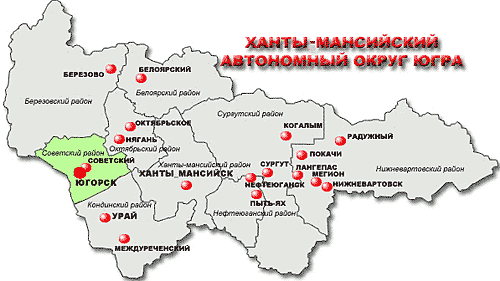 ХАНТЫ-МАНСИЙСКИЙ
АВТОНОМНЫЙ ОКРУГ ЮГРА
БЕРЕЗОВО
БЕЛОЯРСКИЙ
Березовский район
Белоярский район
ОКТЯБРЬСКОЕ
Сургутский район
КОГАЛЫМ
РАДУЖНЫЙ
НЯГАНЬ
Октябрьский район
Советский район
СОВЕТСКИЙ
ПОКАЧИ
Ханты-мансийский район
СУРГУТ
ЛАНГЕПАС
Нижневартовский район
ХАНТЫ_МАНСИЙСК
МЕГИОН
ЮГОРСК
НЕФТЕЮГАНСК
НИЖНЕВАРТОВСК
ПЫТЬ-ЯХ
Кондинский район
Нефтеюганский район
УРАЙ
МЕЖДУРЕЧЕНСКИЙ